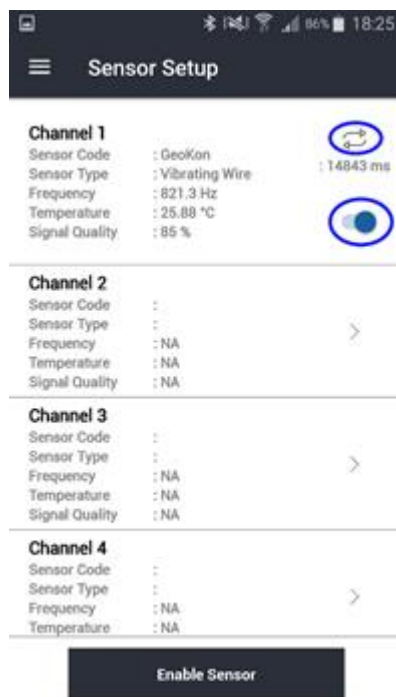 86% 18:25
Sensor Setup
Channel 1
Sensor Code : GeoKon
Sensor Type : Vibrating Wire
Frequency : 821.3 Hz
Temperature : 25.88 °C
Signal Quality : 85 %
: 14843 ms
Channel 2
Sensor Code :
Sensor Type :
Frequency : NA
Temperature : NA
Signal Quality : NA
Channel 3
Sensor Code :
Sensor Type :
Frequency : NA
Temperature : NA
Signal Quality : NA
Channel 4
Sensor Code :
Sensor Type :
Frequency : NA
Temperature : NA
Enable Sensor